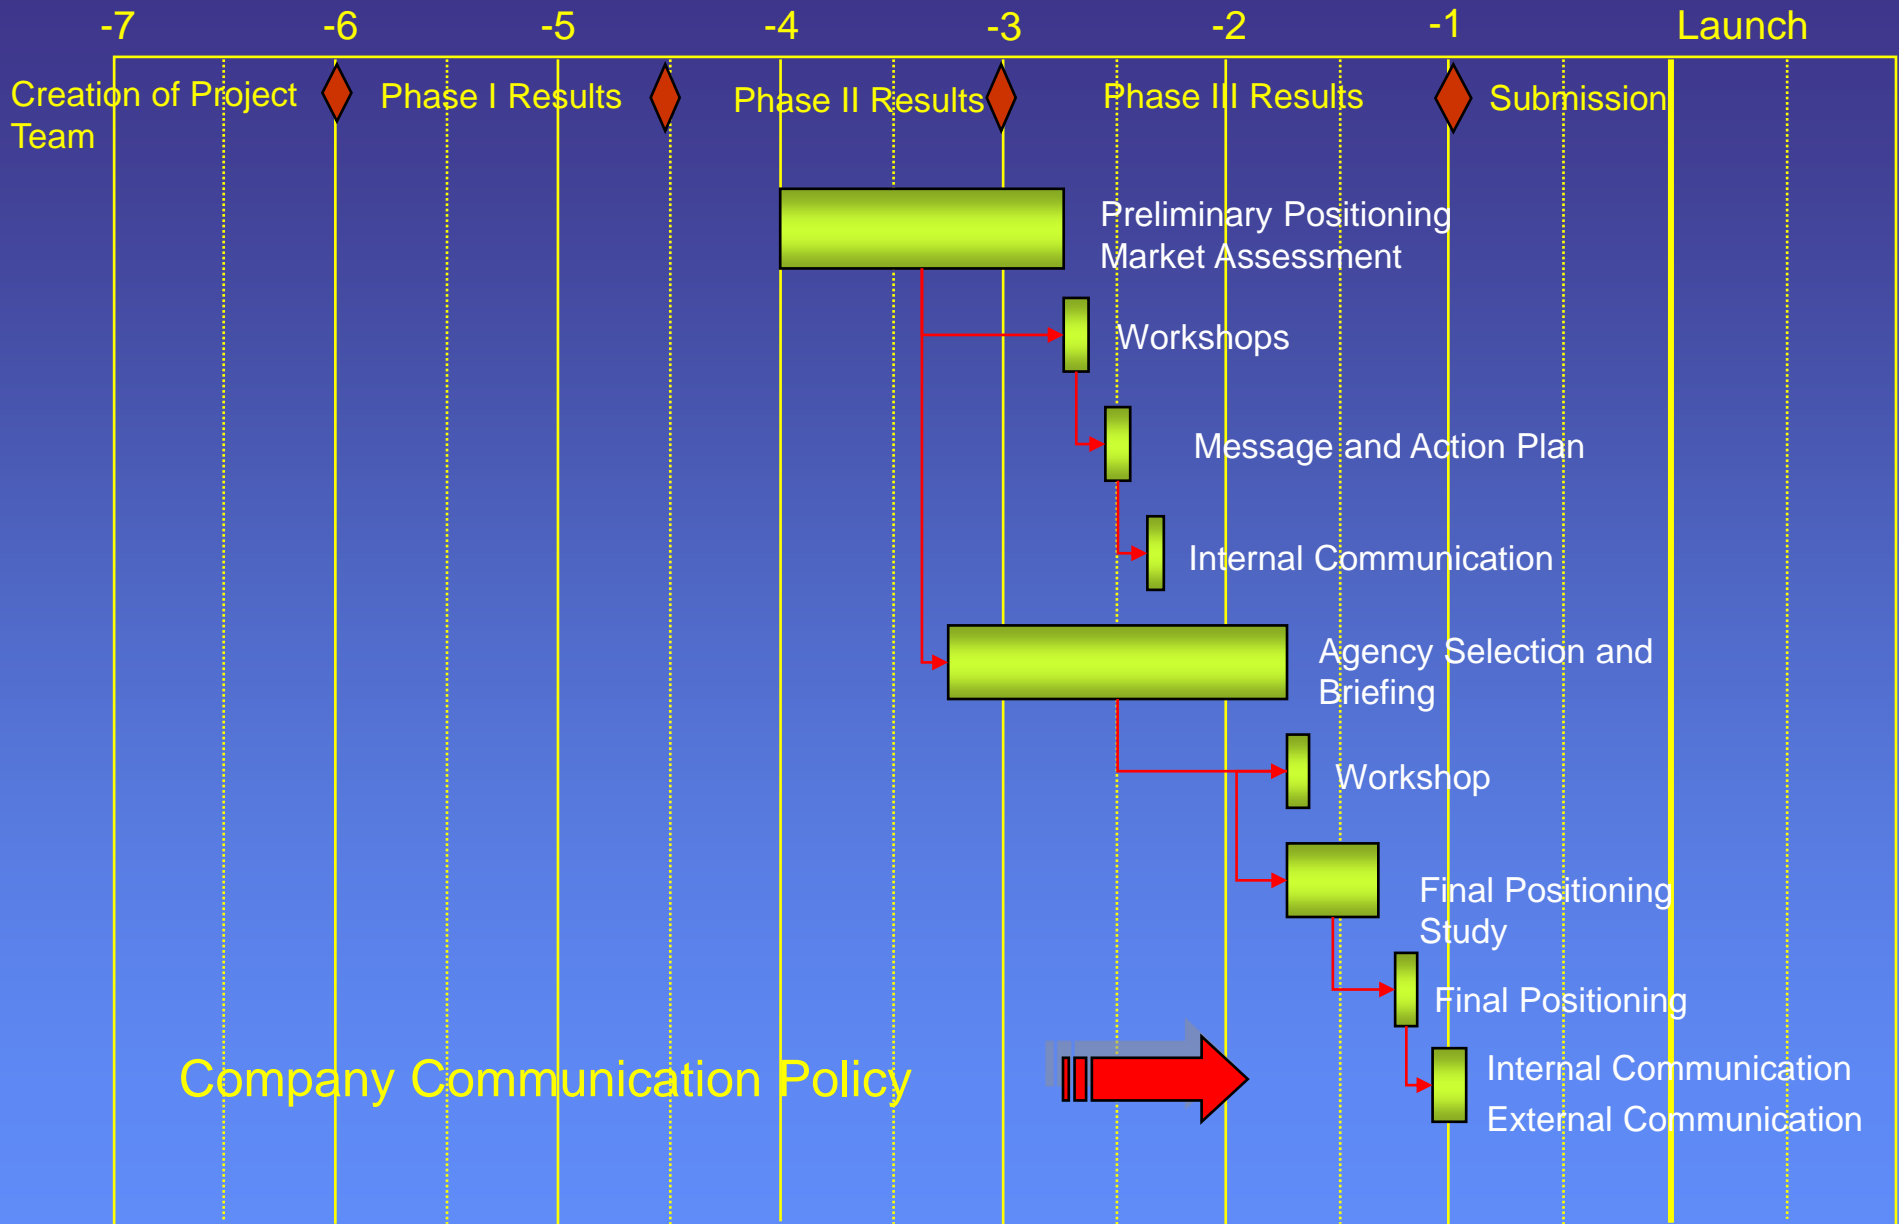 -7 -6 -5 -4 -3 -2 -1 Launch
Creation of Project
Team
Phase I Results
Phase II Results
Phase III Results
Submission
Preliminary Positioning
Market Assessment
Workshops
Message and Action Plan
Internal Communication
Agency Selection and
Briefing
Workshop
Final Positioning
Study
Final Positioning
Company Communication Policy
Internal Communication
External Communication